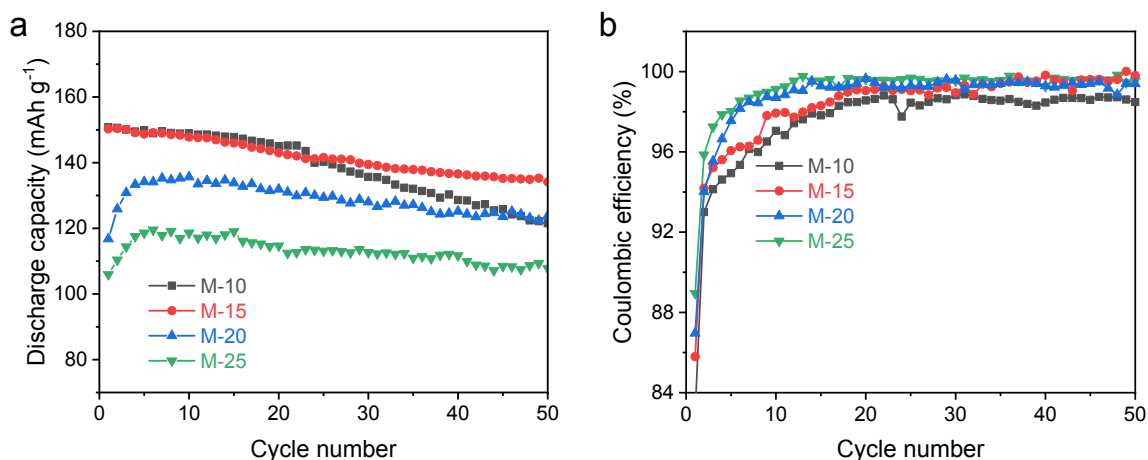 a
Discharge capacity (mAh g⁻¹)
180
160
140
120
100
80
0 10 20 30 40 50
Cycle number
M-10
M-15
M-20
M-25
b
Coulombic efficiency (%)
100
96
92
88
84
0 10 20 30 40 50
Cycle number
M-10
M-15
M-20
M-25